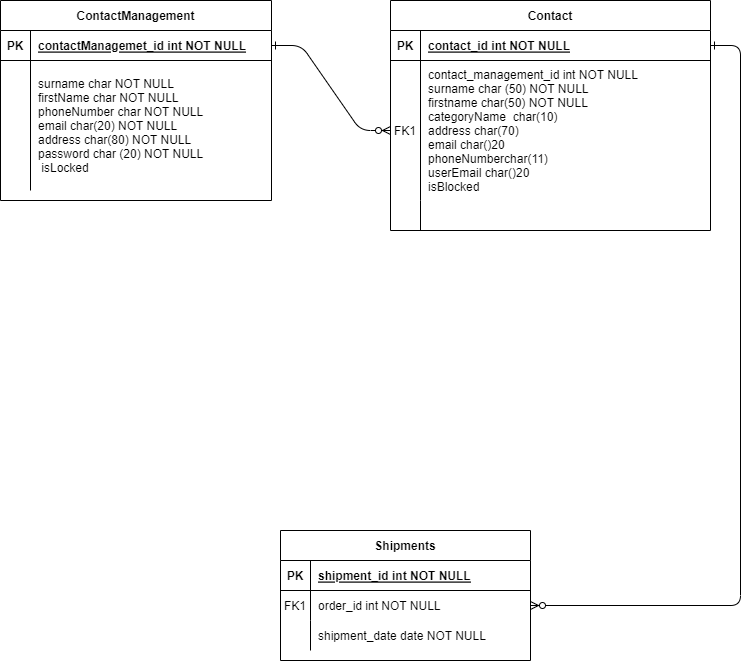 ContactManagement
PK contactManagemet_id int NOT NULL
surname char NOT NULL
firstName char NOT NULL
phoneNumber char NOT NULL
email char(20) NOT NULL
address char(80) NOT NULL
password char (20) NOT NULL
isLocked
Contact
PK contact_id int NOT NULL
contact_management_id int NOT NULL
surname char (50) NOT NULL
firstname char(50) NOT NULL
categoryName char(10)
FK1 address char(70)
email char()20
phoneNumberchar(11)
userEmail char()20
isBlocked
Shipments
PK shipment_id int NOT NULL
FK1 order_id int NOT NULL
shipment_date date NOT NULL